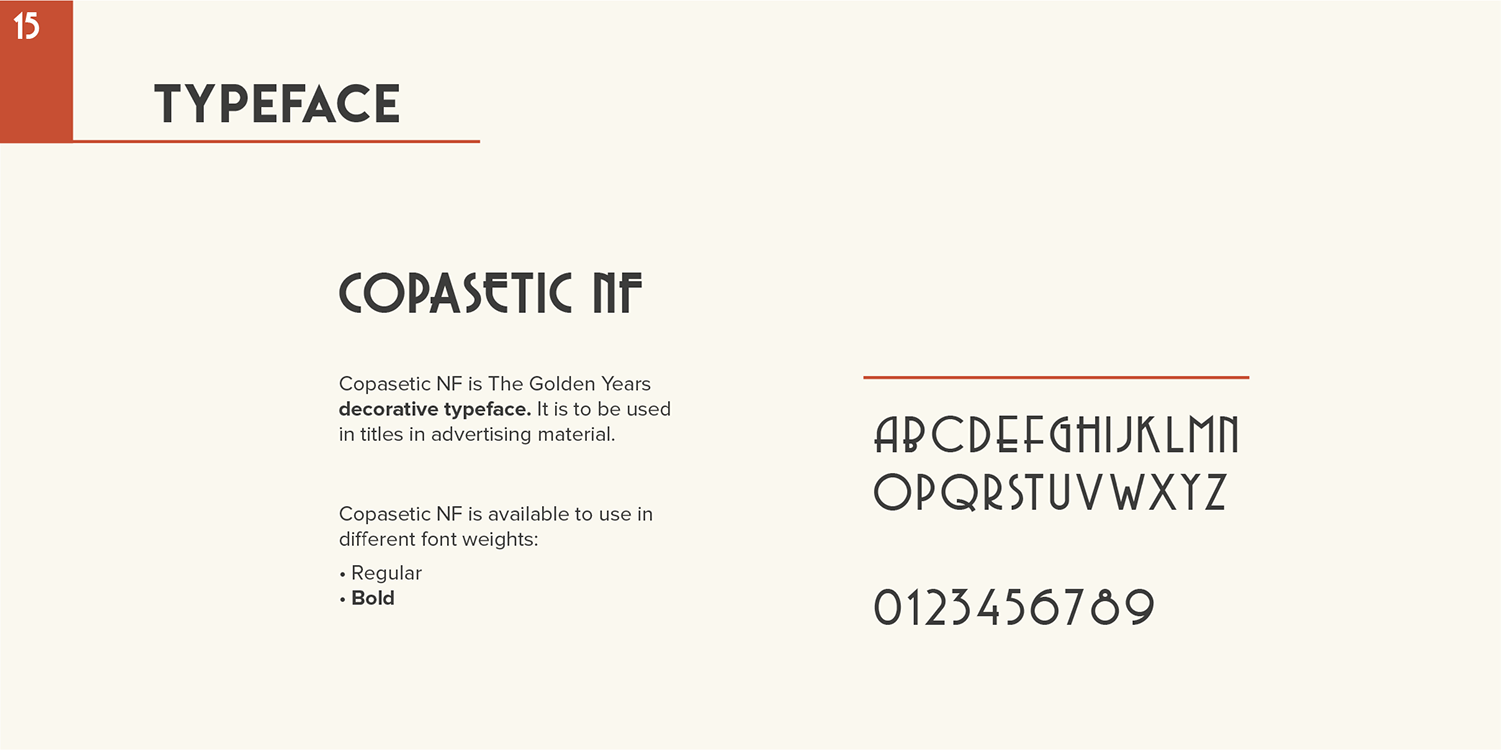 15
TYPEFACE
COPASETIC NF
Copasetic NF is The Golden Years
decorative typeface. It is to be used
in titles in advertising material.
Copasetic NF is available to use in
different font weights:
• Regular
• Bold
ABCDEFGHIJKLMN
OPQRSTUVWXYZ
0123456789